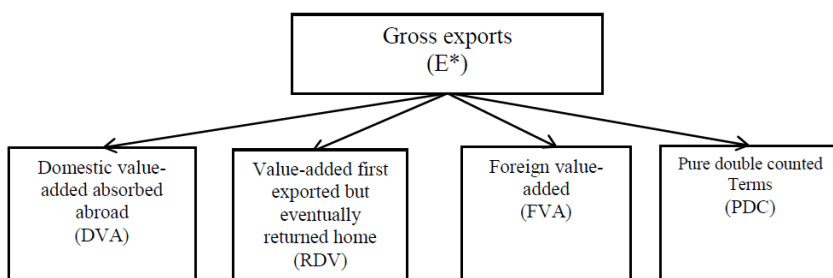 Gross exports
(E*)
Domestic value-
added absorbed
abroad
(DVA)
Value-added first
exported but
eventually
returned home
(RDV)
Foreign value-
added
(FVA)
Pure double counted
Terms
(PDC)